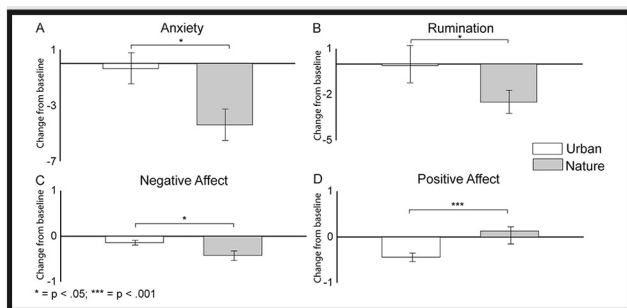 A
Anxiety
B
Rumination
Change from baseline
1
-3
-7
*
Change from baseline
1
-2
-5
*
Urban
Nature
C
Negative Affect
D
Positive Affect
Change from baseline
1
0
-1
*
Change from baseline
1
0
-1
***
* = p < .05; *** = p < .001